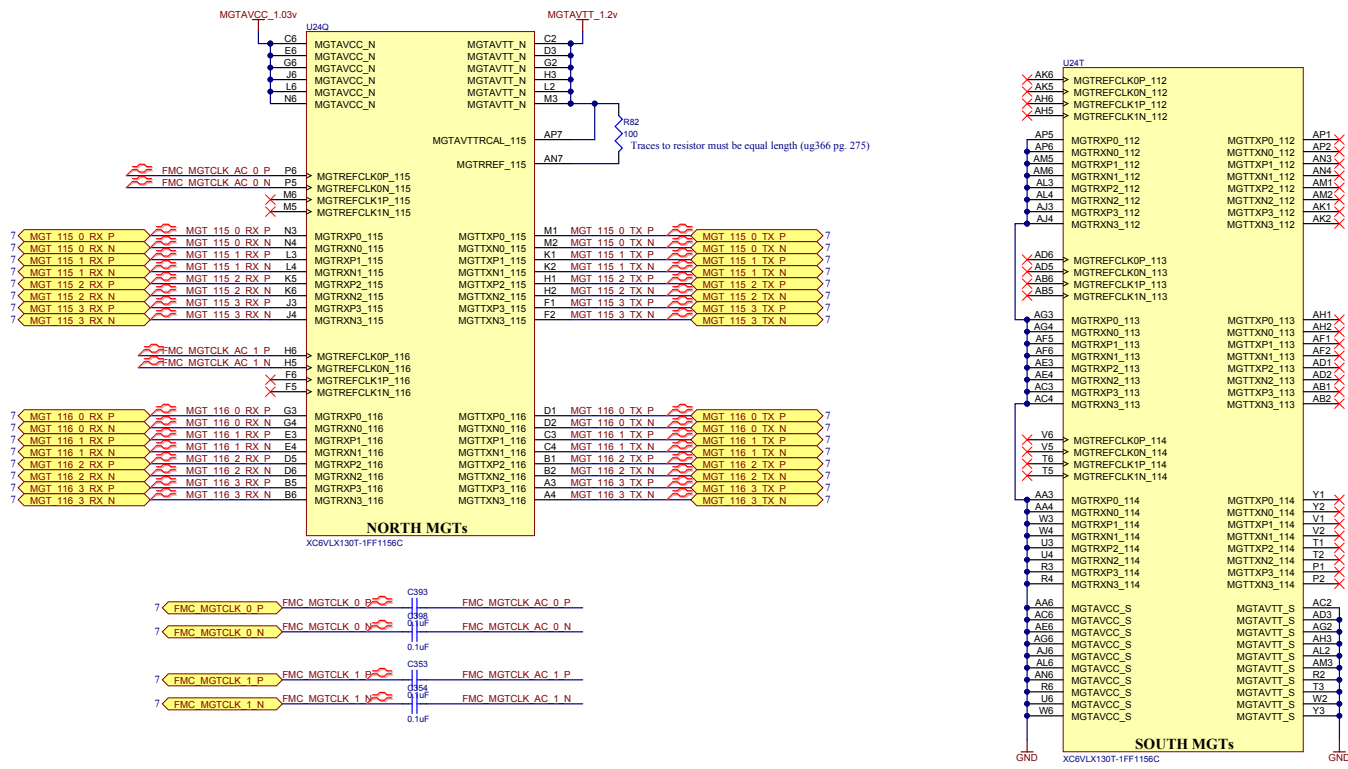 MGTAVCC_1.03v
MGTAVTT_1.2v
U24Q
C6 MGTAVCC_N MGTAVTT_N C2
E6 MGTAVCC_N MGTAVTT_N D3
G6 MGTAVCC_N MGTAVTT_N G2
J6 MGTAVCC_N MGTAVTT_N H3
L6 MGTAVCC_N MGTAVTT_N L2
N6 MGTAVCC_N MGTAVTT_N M3
R82
100
MGTAVTTRCAL_115 AP7
Traces to resistor must be equal length (ug366 pg. 275)
MGTRREF_115 AN7
FMC_MGTCLK_AC_0_P P6 MGTREFCLK0P_115
FMC_MGTCLK_AC_0_N P5 MGTREFCLK0N_115
M6 MGTREFCLK1P_115
M5 MGTREFCLK1N_115
7 MGT_115_0_RX_P MGT_115_0_RX_P N3 MGTRXP0_115 MGTTXP0_115 M1 MGT_115_0_TX_P MGT_115_0_TX_P 7
7 MGT_115_0_RX_N MGT_115_0_RX_N N4 MGTRXN0_115 MGTTXN0_115 M2 MGT_115_0_TX_N MGT_115_0_TX_N 7
7 MGT_115_1_RX_P MGT_115_1_RX_P L3 MGTRXP1_115 MGTTXP1_115 K1 MGT_115_1_TX_P MGT_115_1_TX_P 7
7 MGT_115_1_RX_N MGT_115_1_RX_N L4 MGTRXN1_115 MGTTXN1_115 K2 MGT_115_1_TX_N MGT_115_1_TX_N 7
7 MGT_115_2_RX_P MGT_115_2_RX_P K5 MGTRXP2_115 MGTTXP2_115 H1 MGT_115_2_TX_P MGT_115_2_TX_P 7
7 MGT_115_2_RX_N MGT_115_2_RX_N K6 MGTRXN2_115 MGTTXN2_115 H2 MGT_115_2_TX_N MGT_115_2_TX_N 7
7 MGT_115_3_RX_P MGT_115_3_RX_P J3 MGTRXP3_115 MGTTXP3_115 F1 MGT_115_3_TX_P MGT_115_3_TX_P 7
7 MGT_115_3_RX_N MGT_115_3_RX_N J4 MGTRXN3_115 MGTTXN3_115 F2 MGT_115_3_TX_N MGT_115_3_TX_N 7
FMC_MGTCLK_AC_1_P H6 MGTREFCLK0P_116
FMC_MGTCLK_AC_1_N H5 MGTREFCLK0N_116
F6 MGTREFCLK1P_116
F5 MGTREFCLK1N_116
7 MGT_116_0_RX_P MGT_116_0_RX_P G3 MGTRXP0_116 MGTTXP0_116 D1 MGT_116_0_TX_P MGT_116_0_TX_P 7
7 MGT_116_0_RX_N MGT_116_0_RX_N G4 MGTRXN0_116 MGTTXN0_116 D2 MGT_116_0_TX_N MGT_116_0_TX_N 7
7 MGT_116_1_RX_P MGT_116_1_RX_P E3 MGTRXP1_116 MGTTXP1_116 C3 MGT_116_1_TX_P MGT_116_1_TX_P 7
7 MGT_116_1_RX_N MGT_116_1_RX_N E4 MGTRXN1_116 MGTTXN1_116 C4 MGT_116_1_TX_N MGT_116_1_TX_N 7
7 MGT_116_2_RX_P MGT_116_2_RX_P D5 MGTRXP2_116 MGTTXP2_116 B1 MGT_116_2_TX_P MGT_116_2_TX_P 7
7 MGT_116_2_RX_N MGT_116_2_RX_N D6 MGTRXN2_116 MGTTXN2_116 B2 MGT_116_2_TX_N MGT_116_2_TX_N 7
7 MGT_116_3_RX_P MGT_116_3_RX_P B5 MGTRXP3_116 MGTTXP3_116 A3 MGT_116_3_TX_P MGT_116_3_TX_P 7
7 MGT_116_3_RX_N MGT_116_3_RX_N B6 MGTRXN3_116 MGTTXN3_116 A4 MGT_116_3_TX_N MGT_116_3_TX_N 7
NORTH MGTs
XC6VLX130T-1FF1156C
C393
7 FMC_MGTCLK_0_P FMC_MGTCLK_0_P FMC_MGTCLK_AC_0_P
C398
0.1uF
7 FMC_MGTCLK_0_N FMC_MGTCLK_0_N FMC_MGTCLK_AC_0_N
0.1uF
C353
7 FMC_MGTCLK_1_P FMC_MGTCLK_1_P FMC_MGTCLK_AC_1_P
C354
0.1uF
7 FMC_MGTCLK_1_N FMC_MGTCLK_1_N FMC_MGTCLK_AC_1_N
0.1uF
U24T
AK6 MGTREFCLK0P_112
AK5 MGTREFCLK0N_112
AH6 MGTREFCLK1P_112
AH5 MGTREFCLK1N_112
AP5 MGTRXP0_112 MGTTXP0_112 AP1
AP6 MGTRXN0_112 MGTTXN0_112 AP2
AM5 MGTRXP1_112 MGTTXP1_112 AN3
AM6 MGTRXN1_112 MGTTXN1_112 AN4
AL3 MGTRXP2_112 MGTTXP2_112 AM1
AL4 MGTRXN2_112 MGTTXN2_112 AM2
AJ3 MGTRXP3_112 MGTTXP3_112 AK1
AJ4 MGTRXN3_112 MGTTXN3_112 AK2
AD6 MGTREFCLK0P_113
AD5 MGTREFCLK0N_113
AB6 MGTREFCLK1P_113
AB5 MGTREFCLK1N_113
AG3 MGTRXP0_113 MGTTXP0_113 AH1
AG4 MGTRXN0_113 MGTTXN0_113 AH2
AF5 MGTRXP1_113 MGTTXP1_113 AF1
AF6 MGTRXN1_113 MGTTXN1_113 AF2
AE3 MGTRXP2_113 MGTTXP2_113 AD1
AE4 MGTRXN2_113 MGTTXN2_113 AD2
AC3 MGTRXP3_113 MGTTXP3_113 AB1
AC4 MGTRXN3_113 MGTTXN3_113 AB2
V6 MGTREFCLK0P_114
V5 MGTREFCLK0N_114
T6 MGTREFCLK1P_114
T5 MGTREFCLK1N_114
AA3 MGTRXP0_114 MGTTXP0_114 Y1
AA4 MGTRXN0_114 MGTTXN0_114 Y2
W3 MGTRXP1_114 MGTTXP1_114 V1
W4 MGTRXN1_114 MGTTXN1_114 V2
U3 MGTRXP2_114 MGTTXP2_114 T1
U4 MGTRXN2_114 MGTTXN2_114 T2
R3 MGTRXP3_114 MGTTXP3_114 P1
R4 MGTRXN3_114 MGTTXN3_114 P2
AA6 MGTAVCC_S MGTAVTT_S AC2
AC6 MGTAVCC_S MGTAVTT_S AD3
AE6 MGTAVCC_S MGTAVTT_S AG2
AG6 MGTAVCC_S MGTAVTT_S AH3
AJ6 MGTAVCC_S MGTAVTT_S AL2
AL6 MGTAVCC_S MGTAVTT_S AM3
AN6 MGTAVCC_S MGTAVTT_S R2
R6 MGTAVCC_S MGTAVTT_S T3
U6 MGTAVCC_S MGTAVTT_S W2
W6 MGTAVCC_S MGTAVTT_S Y3
SOUTH MGTs
GND
GND
XC6VLX130T-1FF1156C